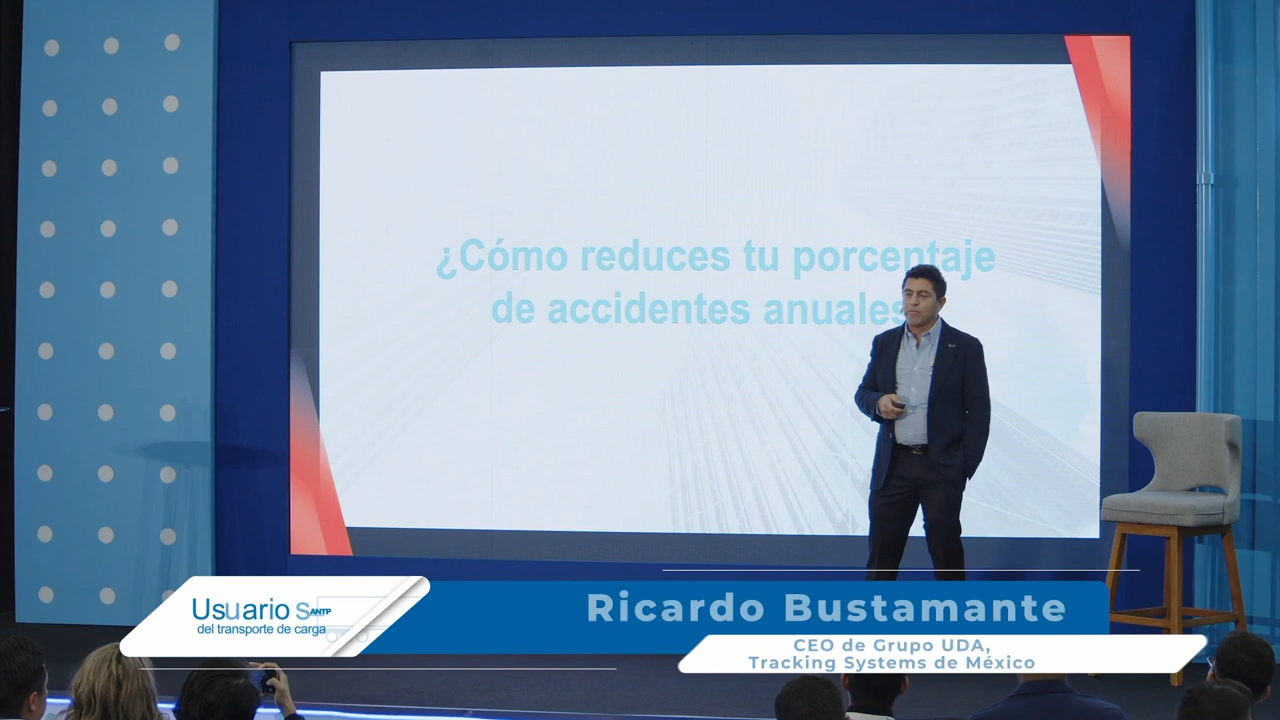 ¿Cómo reduces tu porcentaje
de accidentes anuales
Usuario SANTP
del transporte de carga
Ricardo Bustamante
CEO de Grupo UDA,
Tracking Systems de México